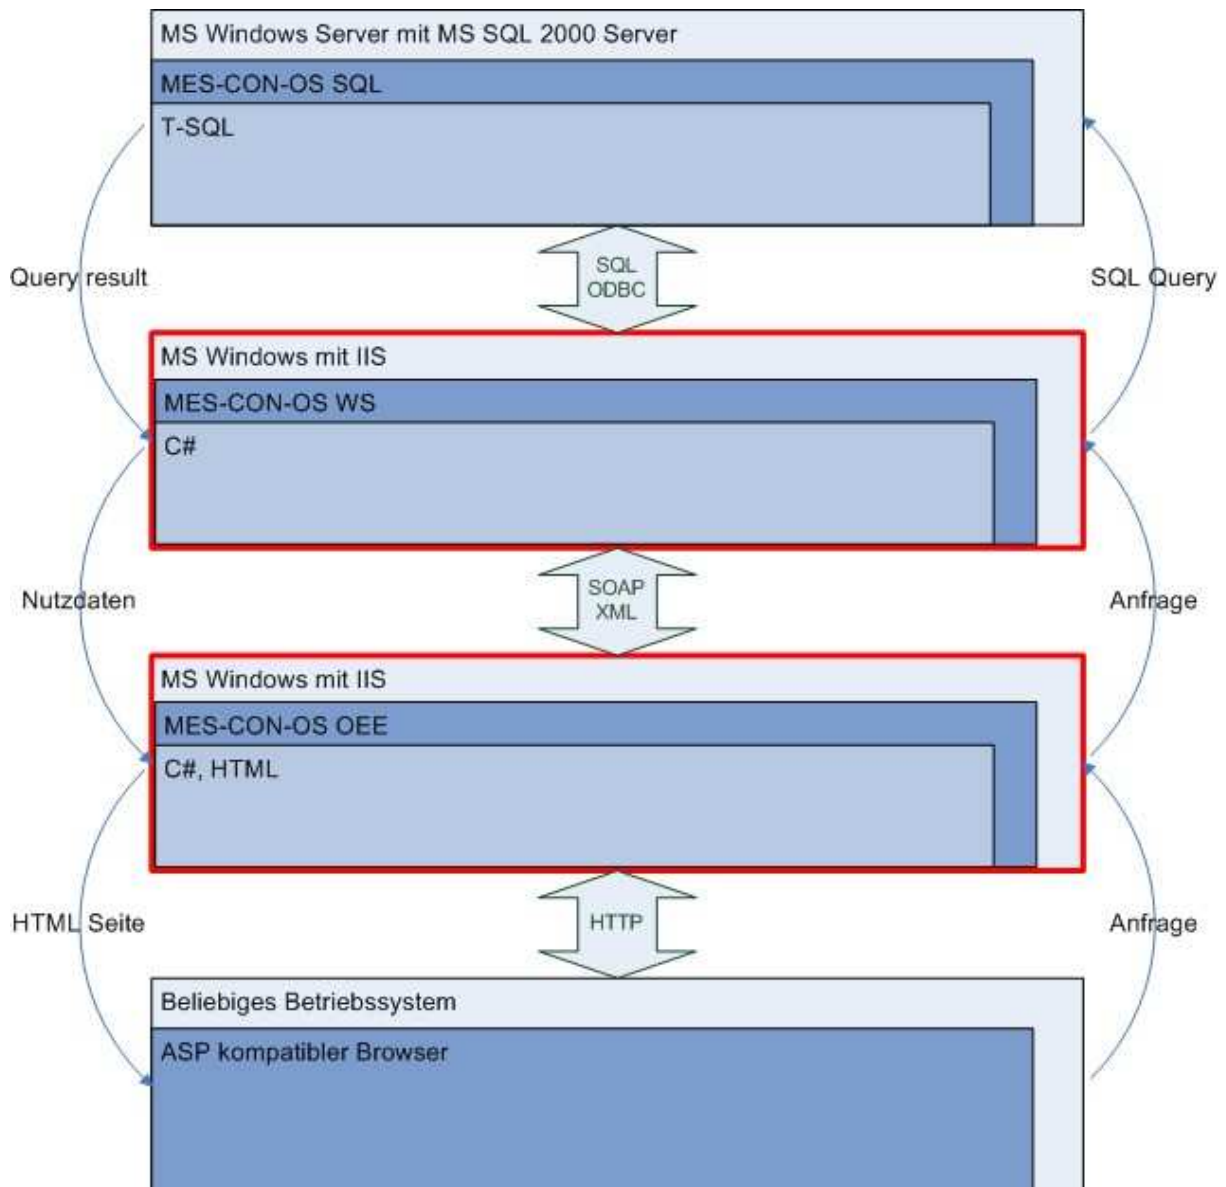 MS Windows Server mit MS SQL 2000 Server
MES-CON-OS SQL
T-SQL
Query result
SQL
ODBC
SQL Query
MS Windows mit IIS
MES-CON-OS WS
C#
Nutzdaten
SOAP
XML
Anfrage
MS Windows mit IIS
MES-CON-OS OEE
C#, HTML
HTML Seite
HTTP
Anfrage
Beliebiges Betriebssystem
ASP kompatibler Browser